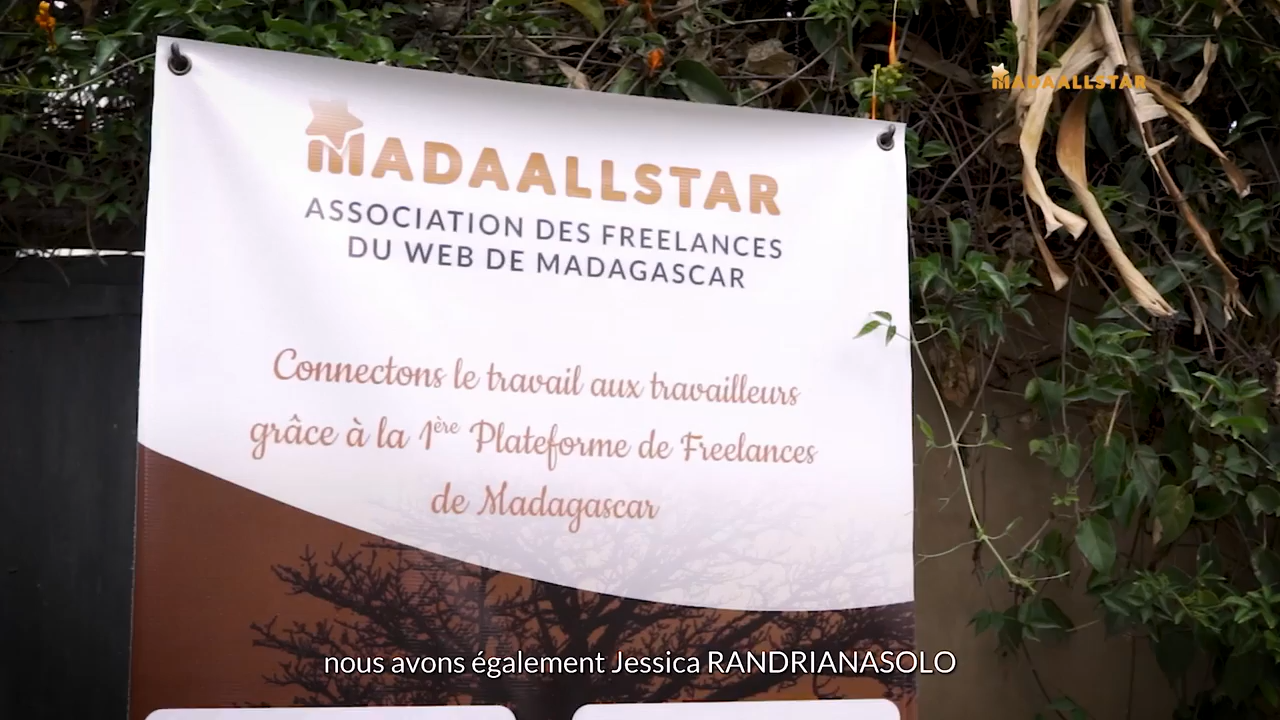 MADAALLSTAR
MADAALLSTAR
ASSOCIATION DES FREELANCES
DU WEB DE MADAGASCAR
Connectons le travail aux travailleurs
grâce à la 1ère Plateforme de Freelances
de Madagascar
nous avons également Jessica RANDRIANASOLO